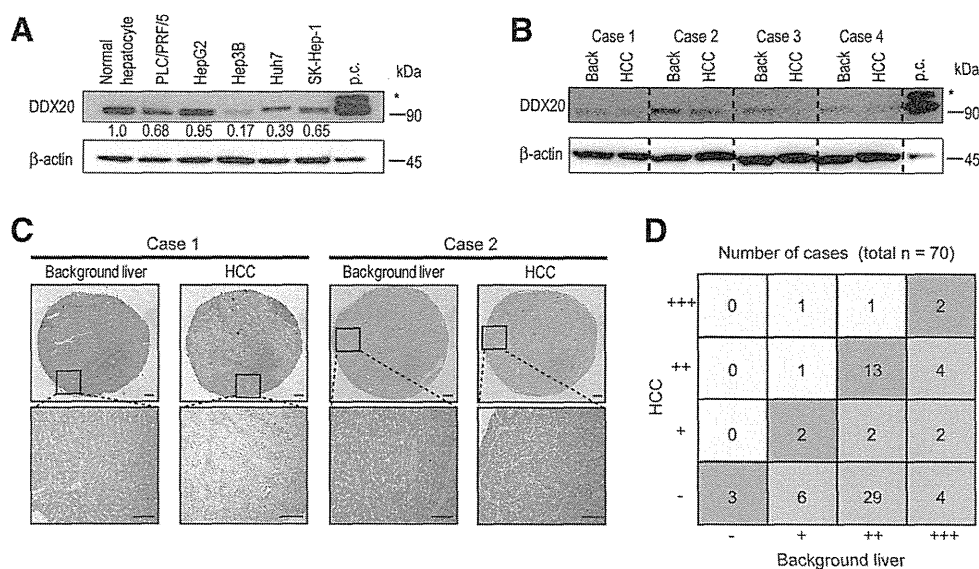 A
Normal hepatocyte
PLC/PRF/5
HepG2
Hep3B
Huh7
SK-Hep-1
p.c.
kDa
*
DDX20
90
1.0 0.68 0.95 0.17 0.39 0.65
β-actin
45
B
Case 1 Case 2 Case 3 Case 4
Back HCC Back HCC Back HCC Back HCC p.c.
kDa
*
DDX20
90
β-actin
45
C
Case 1 Case 2
Background liver HCC Background liver HCC
D
Number of cases (total n = 70)
HCC
+++ 0 1 1 2
++ 0 1 13 4
+ 0 2 2 2
- 3 6 29 4
- + ++ +++
Background liver